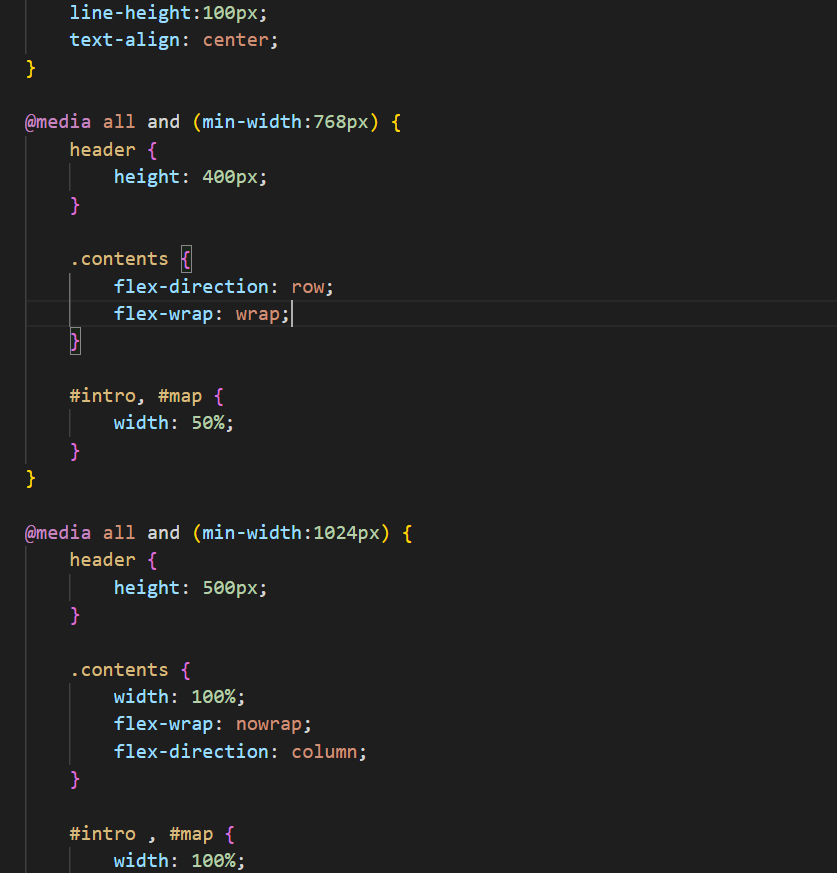 line-height:100px;
text-align: center;
}
@media all and (min-width:768px) {
header {
height: 400px;
}
.contents {
flex-direction: row;
flex-wrap: wrap;
}
#intro, #map {
width: 50%;
}
}
@media all and (min-width:1024px) {
header {
height: 500px;
}
.contents {
width: 100%;
flex-wrap: nowrap;
flex-direction: column;
}
#intro , #map {
width: 100%;